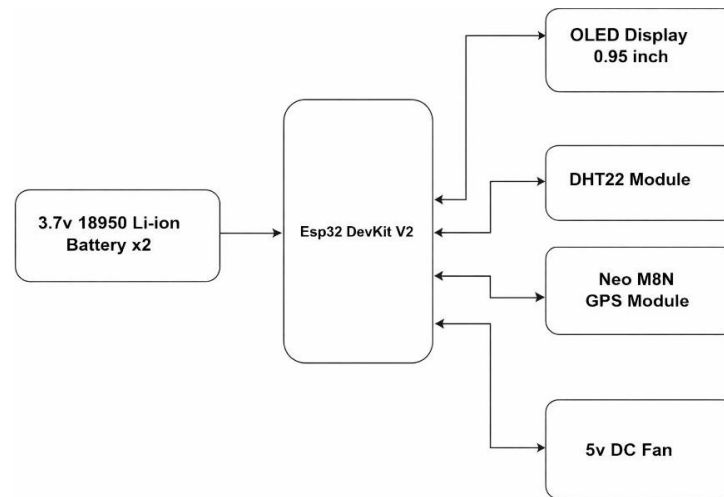 OLED Display
0.95 inch
DHT22 Module
3.7v 18950 Li-ion
Battery x2
Esp32 DevKit V2
Neo M8N
GPS Module
5v DC Fan